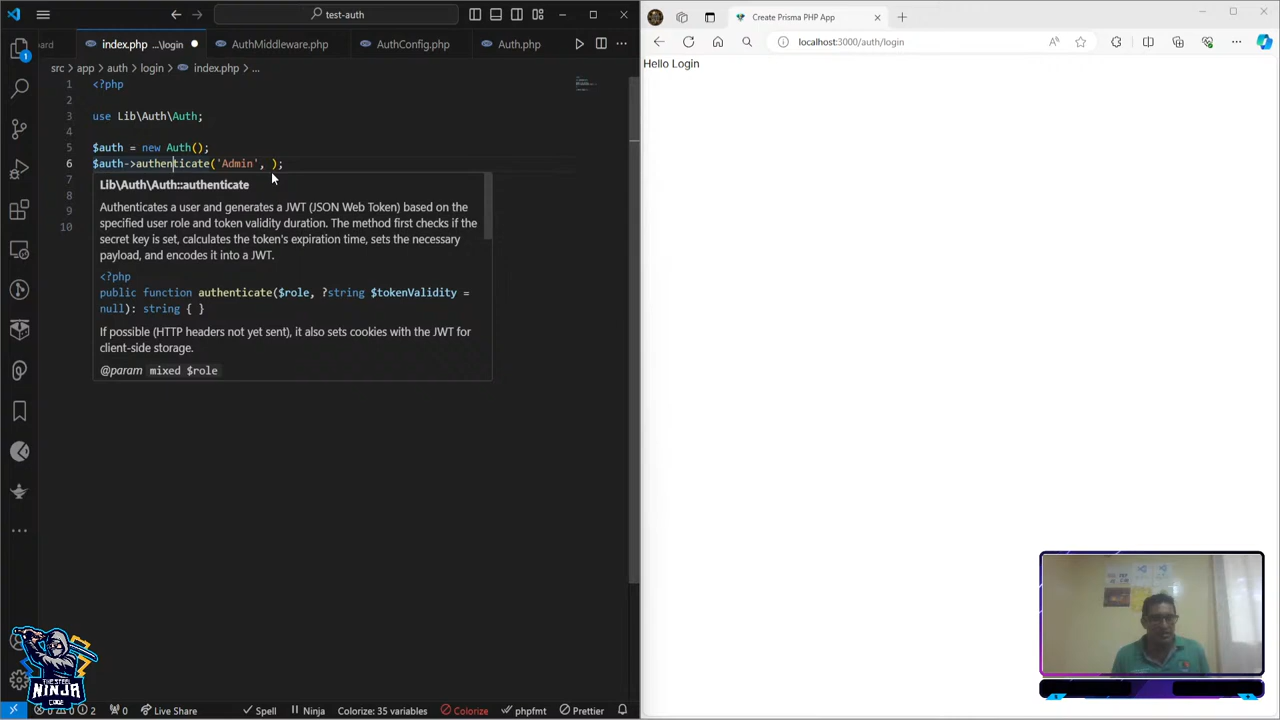 test-auth
ard
index.php ...\login
AuthMiddleware.php
AuthConfig.php
Auth.php
src > app > auth > login > index.php > ...
1 <?php
2
3 use Lib\Auth\Auth;
4
5 $auth = new Auth();
6 $auth->authenticate('Admin', );
7
8
9
10
Lib\Auth\Auth::authenticate
Authenticates a user and generates a JWT (JSON Web Token) based on the
specified user role and token validity duration. The method first checks if the
secret key is set, calculates the token's expiration time, sets the necessary
payload, and encodes it into a JWT.
<?php
public function authenticate($role, ?string $tokenValidity =
null): string { }
If possible (HTTP headers not yet sent), it also sets cookies with the JWT for
client-side storage.
@param mixed $role
1
NINJA
CODE
0 2
0
Live Share
Spell
Ninja
Colorize: 35 variables
Colorize
phpfmt
Prettier
Create Prisma PHP App
localhost:3000/auth/login
Hello Login